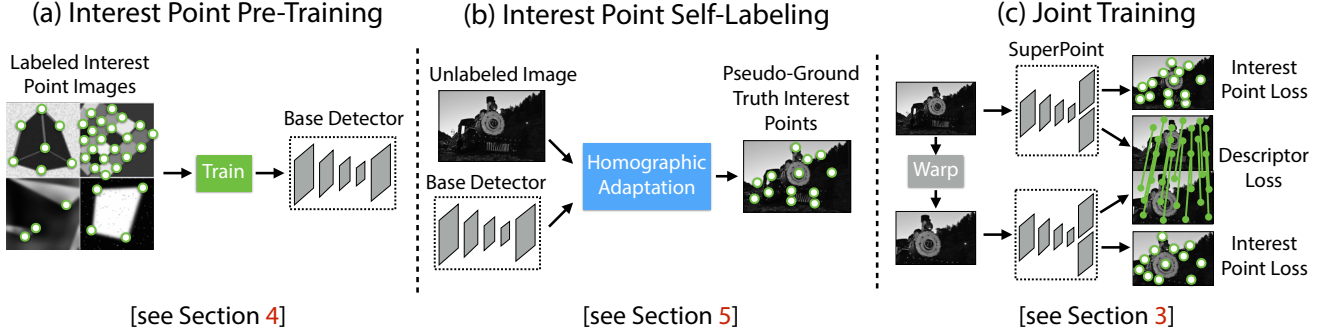 (a) Interest Point Pre-Training
Labeled Interest
Point Images
Train
Base Detector
[see Section 4]
(b) Interest Point Self-Labeling
Unlabeled Image
Base Detector
Homographic
Adaptation
Pseudo-Ground
Truth Interest
Points
[see Section 5]
(c) Joint Training
SuperPoint
Warp
Interest
Point Loss
Descriptor
Loss
Interest
Point Loss
[see Section 3]